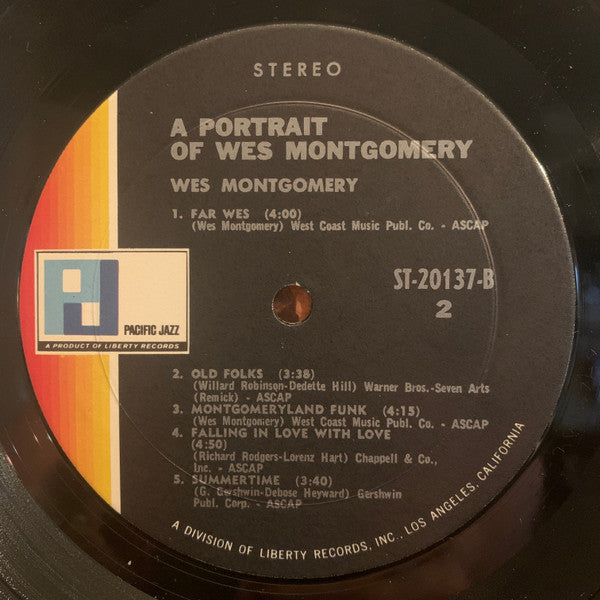 STEREO
A PORTRAIT
OF WES MONTGOMERY
WES MONTGOMERY
1. FAR WES (4:00)
(Wes Montgomery) West Coast Music Publ. Co. - ASCAP
PJ
PACIFIC JAZZ
A PRODUCT OF LIBERTY RECORDS
ST-20137-B
2
2. OLD FOLKS (3:38)
(Willard Robinson-Dedette Hill) Warner Bros.-Seven Arts
(Remick) - ASCAP
3. MONTGOMERYLAND FUNK (4:15)
(Wes Montgomery) West Coast Music Publ. Co. - ASCAP
4. FALLING IN LOVE WITH LOVE
(4:50)
(Richard Rodgers-Lorenz Hart) Chappell & Co.,
Inc. - ASCAP
5. SUMMERTIME (3:40)
(G. Gershwin-Debose Heyward) Gershwin
Publ. Corp. - ASCAP
A DIVISION OF LIBERTY RECORDS, INC., LOS ANGELES, CALIFORNIA